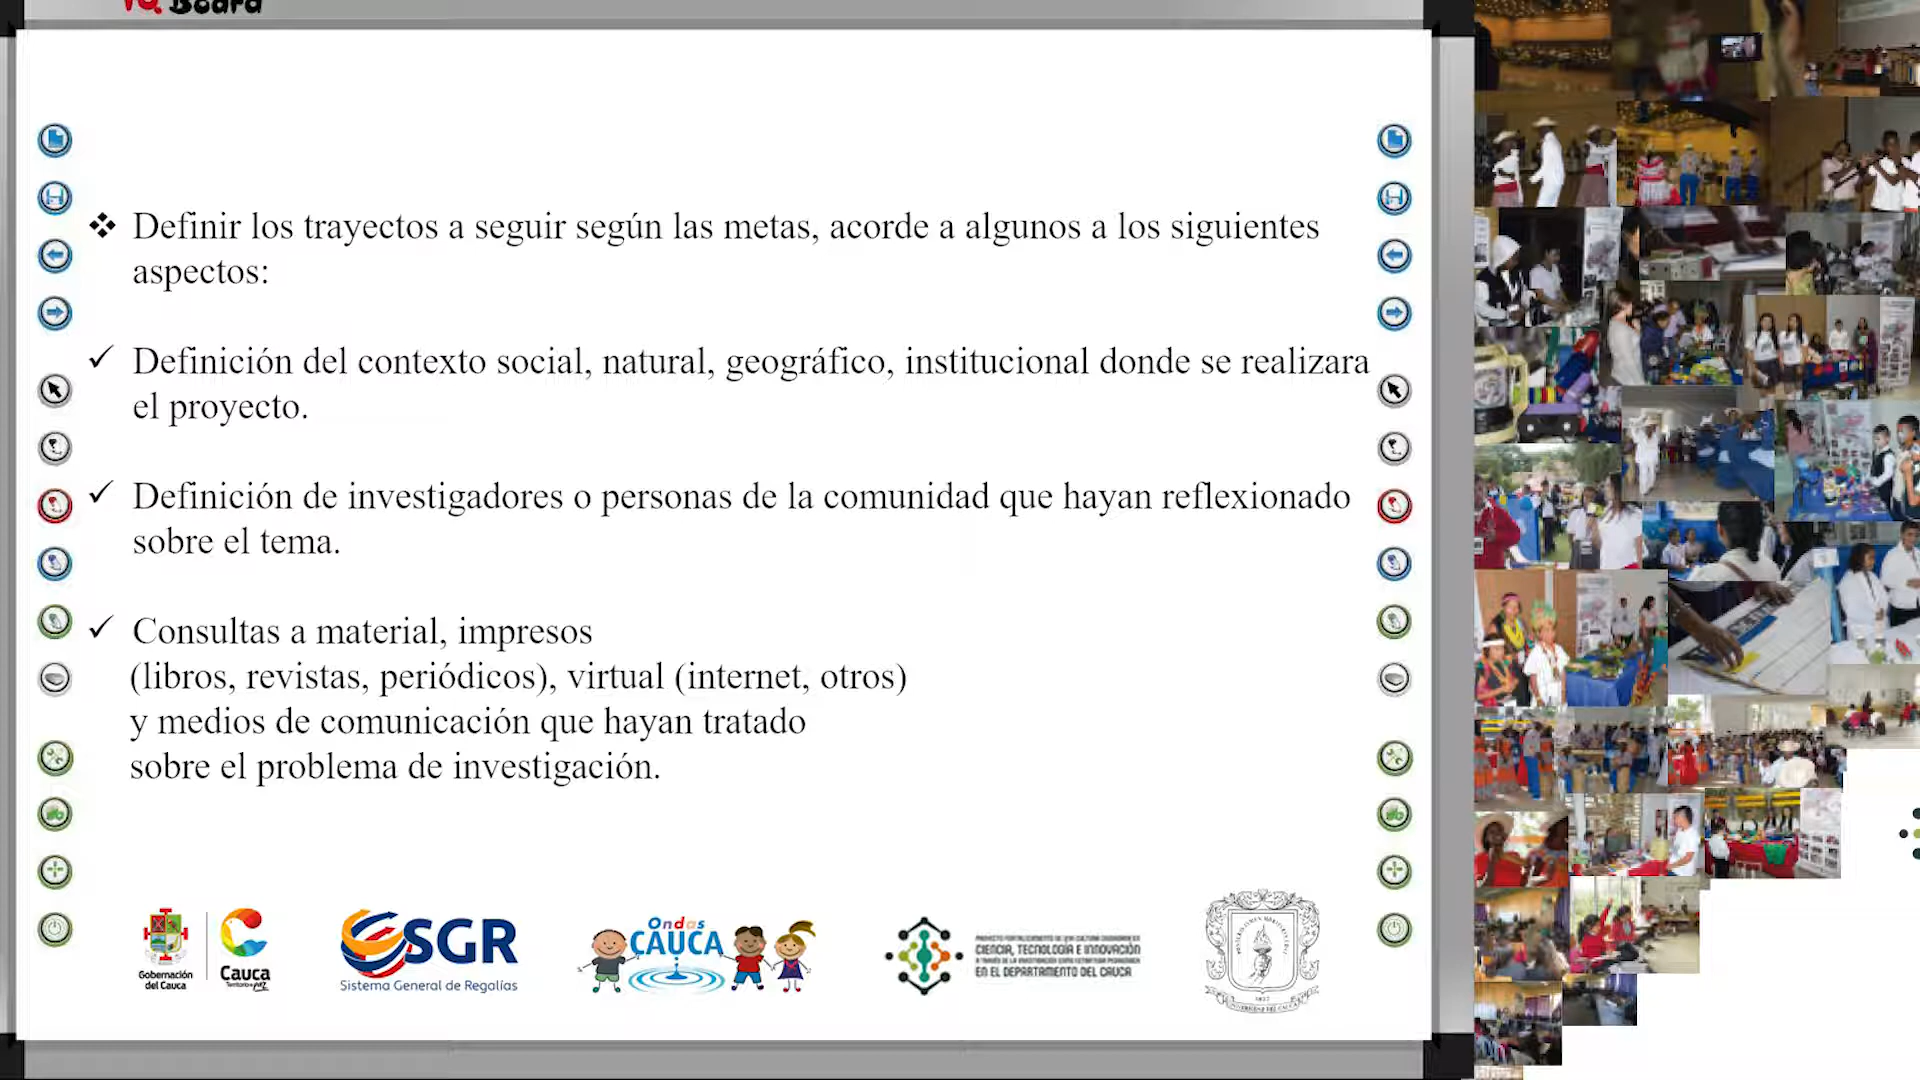 Board
Definir los trayectos a seguir según las metas, acorde a algunos a los siguientes
aspectos:
Definición del contexto social, natural, geográfico, institucional donde se realizara
el proyecto.
Definición de investigadores o personas de la comunidad que hayan reflexionado
sobre el tema.
Consultas a material, impresos
(libros, revistas, periódicos), virtual (internet, otros)
y medios de comunicación que hayan tratado
sobre el problema de investigación.
Gobernación
del Cauca
Cauca
SGR
Sistema General de Regalías
Ondas
CAUCA
CIENCIA, TECNOLOGÍA E INNOVACIÓN
EN EL DEPARTAMENTO DEL CAUCA